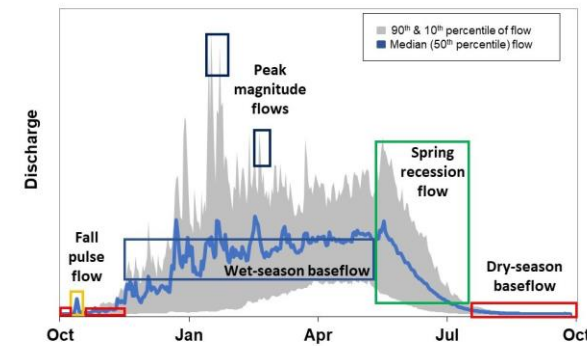 90th & 10th percentile of flow
Median (50th percentile) flow
Peak
magnitude
flows
Spring
recession
flow
Discharge
Fall
pulse
flow
Wet-season baseflow
Dry-season
baseflow
Oct Jan Apr Jul Oct